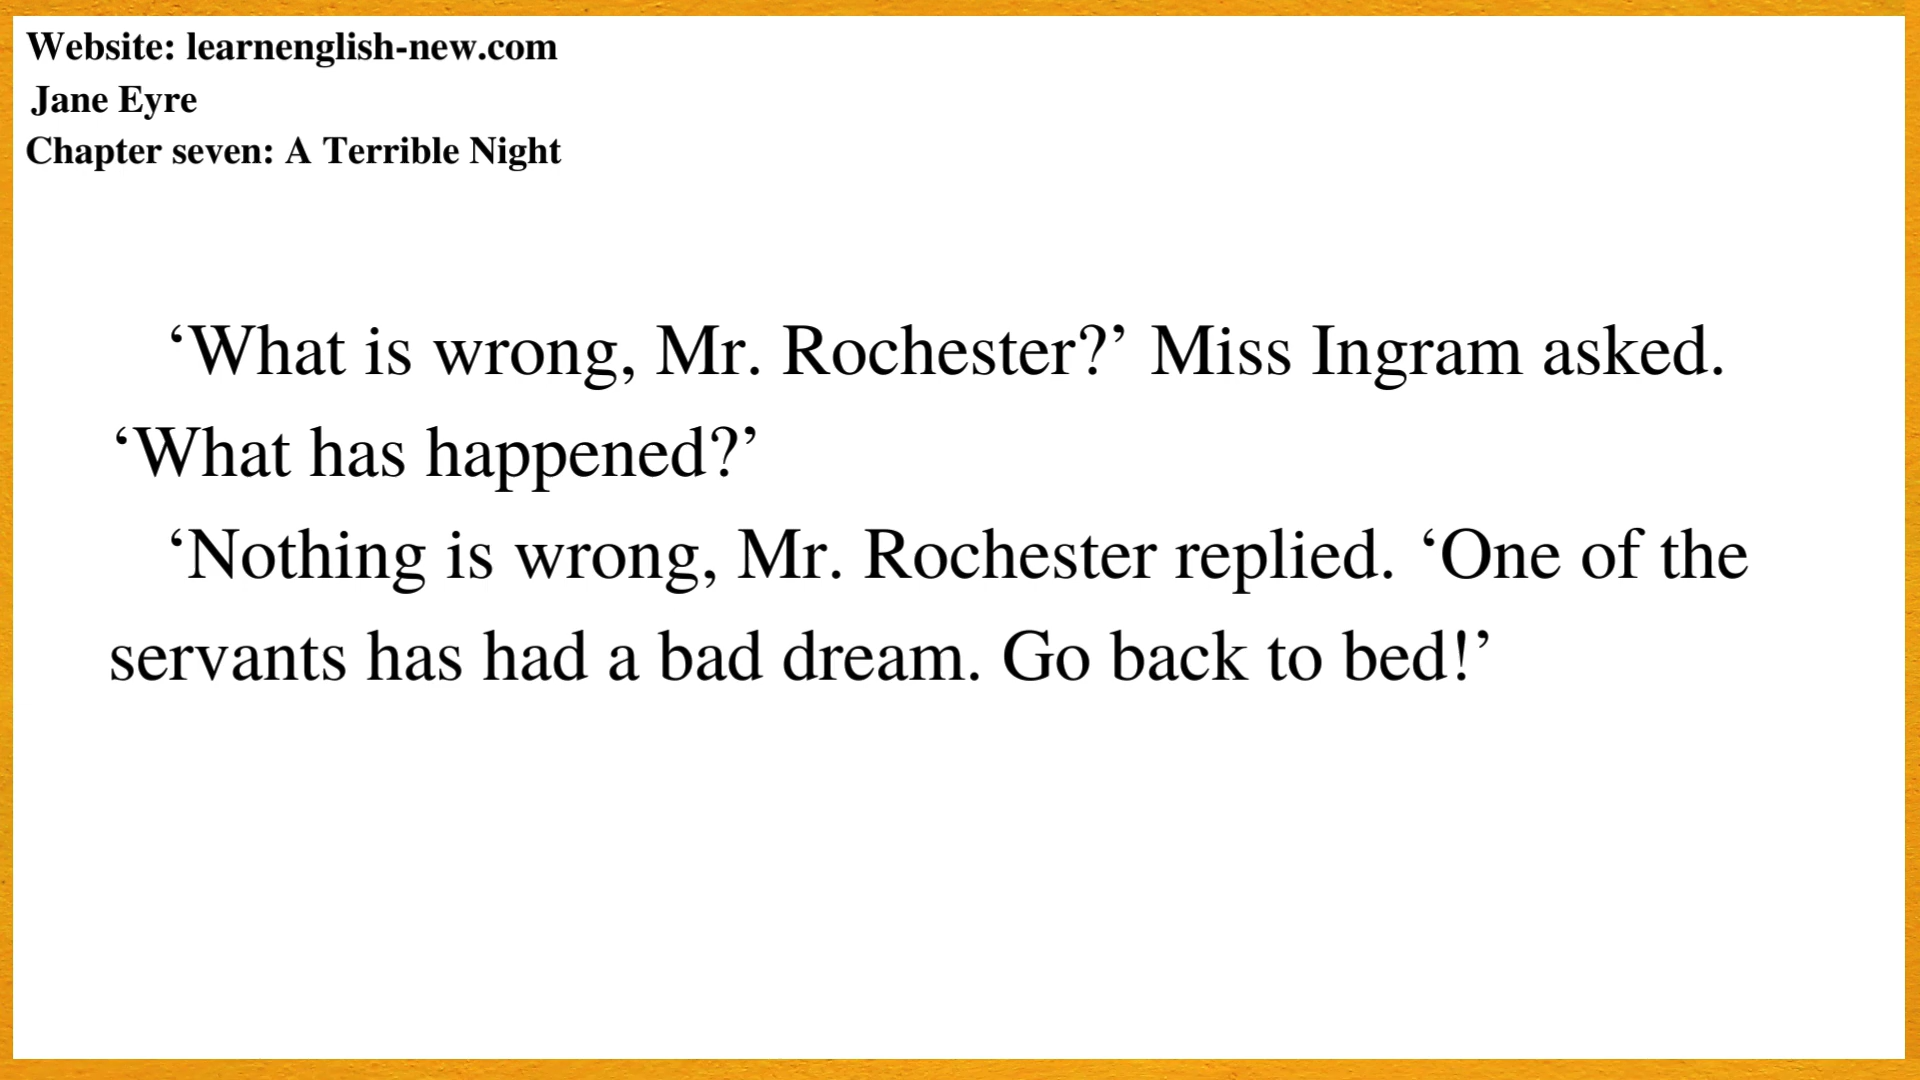 Website: learnenglish-new.com
Jane Eyre
Chapter seven: A Terrible Night
‘What is wrong, Mr. Rochester?’ Miss Ingram asked.
‘What has happened?’
‘Nothing is wrong, Mr. Rochester replied. ‘One of the
servants has had a bad dream. Go back to bed!’